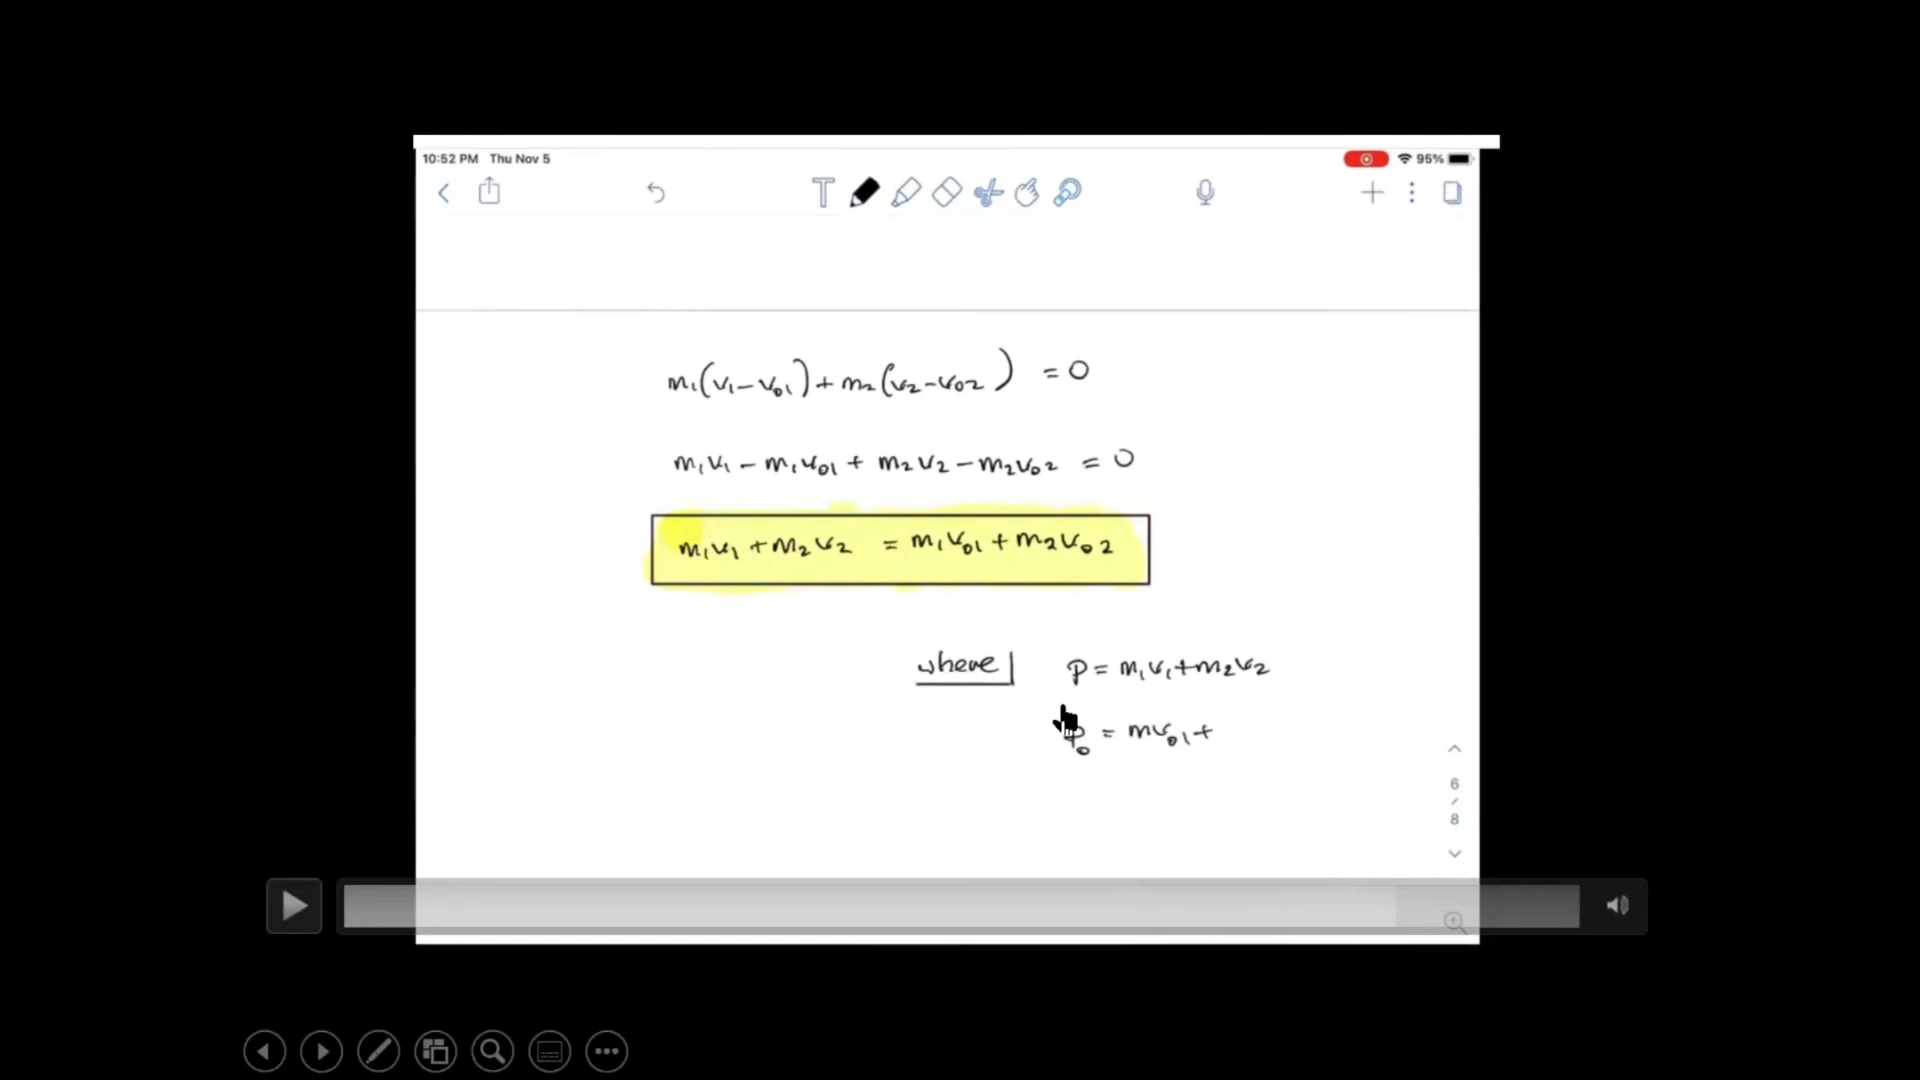 10:52 PM Thu Nov 5
95%
T
m₁(v₁-v₀₁)+m₂(v₂-v₀₂) = 0
m₁v₁ - m₁v₀₁ + m₂v₂ - m₂v₀₂ = 0
m₁v₁ + m₂v₂ = m₁v₀₁ + m₂v₀₂
where P = m₁v₁+m₂v₂
P₀ = mv₀₁+
6
/
8